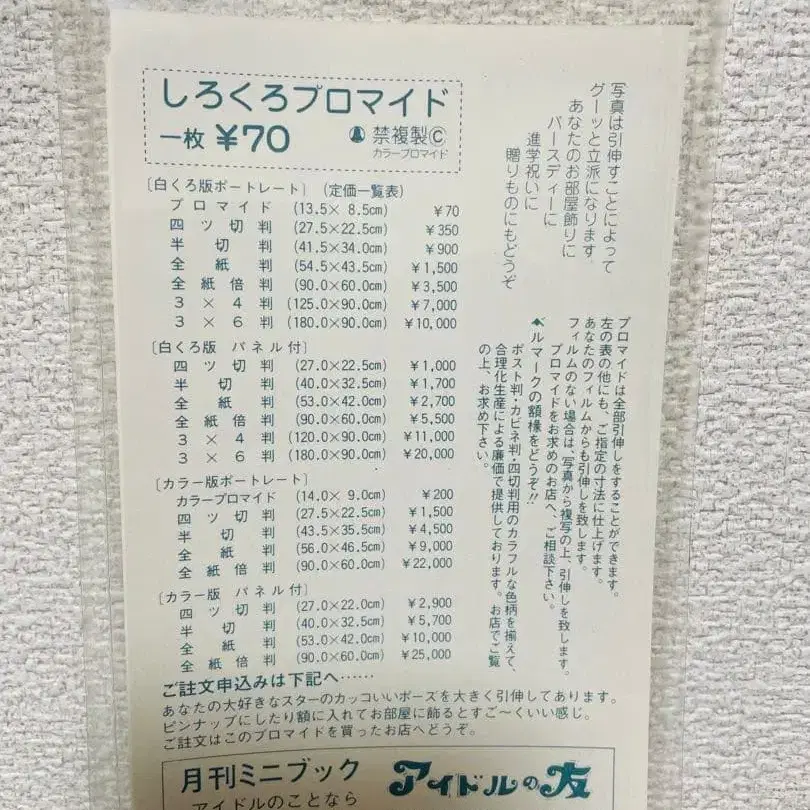 しろくろプロマイド
一枚 ¥70
禁複製Ⓒ
カラープロマイド
〔白くろ版ポートレート〕 (定価一覧表)
プロマイド (13.5× 8.5cm) ¥70
四ツ切判 (27.5×22.5cm) ¥350
半切判 (41.5×34.0cm) ¥900
全紙判 (54.5×43.5cm) ¥1,500
全紙倍判 (90.0×60.0cm) ¥3,500
3×4判 (125.0×90.0cm) ¥7,000
3×6判 (180.0×90.0cm) ¥10,000
〔白くろ版 パネル付〕
四ツ切判 (27.0×22.5cm) ¥1,000
半切判 (40.0×32.5cm) ¥1,700
全紙判 (53.0×42.0cm) ¥2,700
全紙倍判 (90.0×60.0cm) ¥5,500
3×4判 (120.0×90.0cm) ¥11,000
3×6判 (180.0×90.0cm) ¥20,000
〔カラー版ポートレート〕
カラープロマイド (14.0× 9.0cm) ¥200
四ツ切判 (27.5×22.5cm) ¥1,500
半切判 (43.5×35.5cm) ¥4,500
全紙判 (56.0×46.5cm) ¥9,000
全紙倍判 (90.0×60.0cm) ¥22,000
〔カラー版 パネル付〕
四ツ切判 (27.0×22.0cm) ¥2,900
半切判 (40.0×32.5cm) ¥5,700
全紙判 (53.0×42.0cm) ¥10,000
全紙倍判 (90.0×60.0cm) ¥25,000
写真は引伸すことによって
グーッと立派になります。
あなたのお部屋飾りに
バースディーに
進学祝いに
贈りものにもどうぞ
プロマイドは全部引伸しをすることができます。
左の表の他にも、ご指定の寸法に仕上げます。
あなたのフィルムからも引伸しを致します。
フィルムのない場合は、写真から複写の上、引伸しを致します。
プロマイドをお求めのお店へ、ご相談下さい。
ベルマークの額椽をどうぞ!!
ポスト判・カビネ判・四切判用のカラフルな色柄を揃えて、
合理化生産による廉価で提供しております。お店でご覧
の上、お求め下さい。
ご註文申込みは下記へ……
あなたの大好きなスターのカッコいいポーズを大きく引伸してあります。
ピンナップにしたり額に入れてお部屋に飾るとすご〜くいい感じ。
ご註文はこのプロマイドを買ったお店へどうぞ。
月刊ミニブック アイドルの友
アイドルのことなら